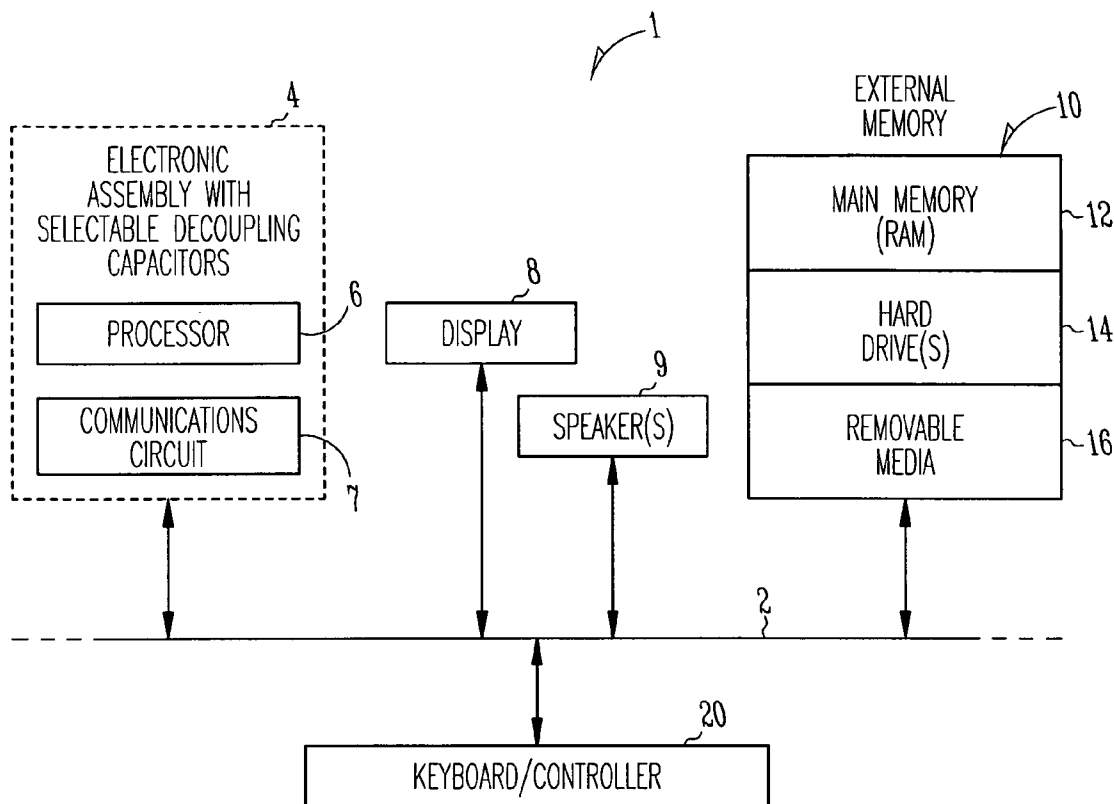 1
4
ELECTRONIC
ASSEMBLY WITH
SELECTABLE DECOUPLING
CAPACITORS
6
PROCESSOR
COMMUNICATIONS
CIRCUIT
7
8
DISPLAY
9
SPEAKER(S)
EXTERNAL
MEMORY
10
MAIN MEMORY
(RAM)
12
HARD
DRIVE(S)
14
REMOVABLE
MEDIA
16
2
20
KEYBOARD/CONTROLLER